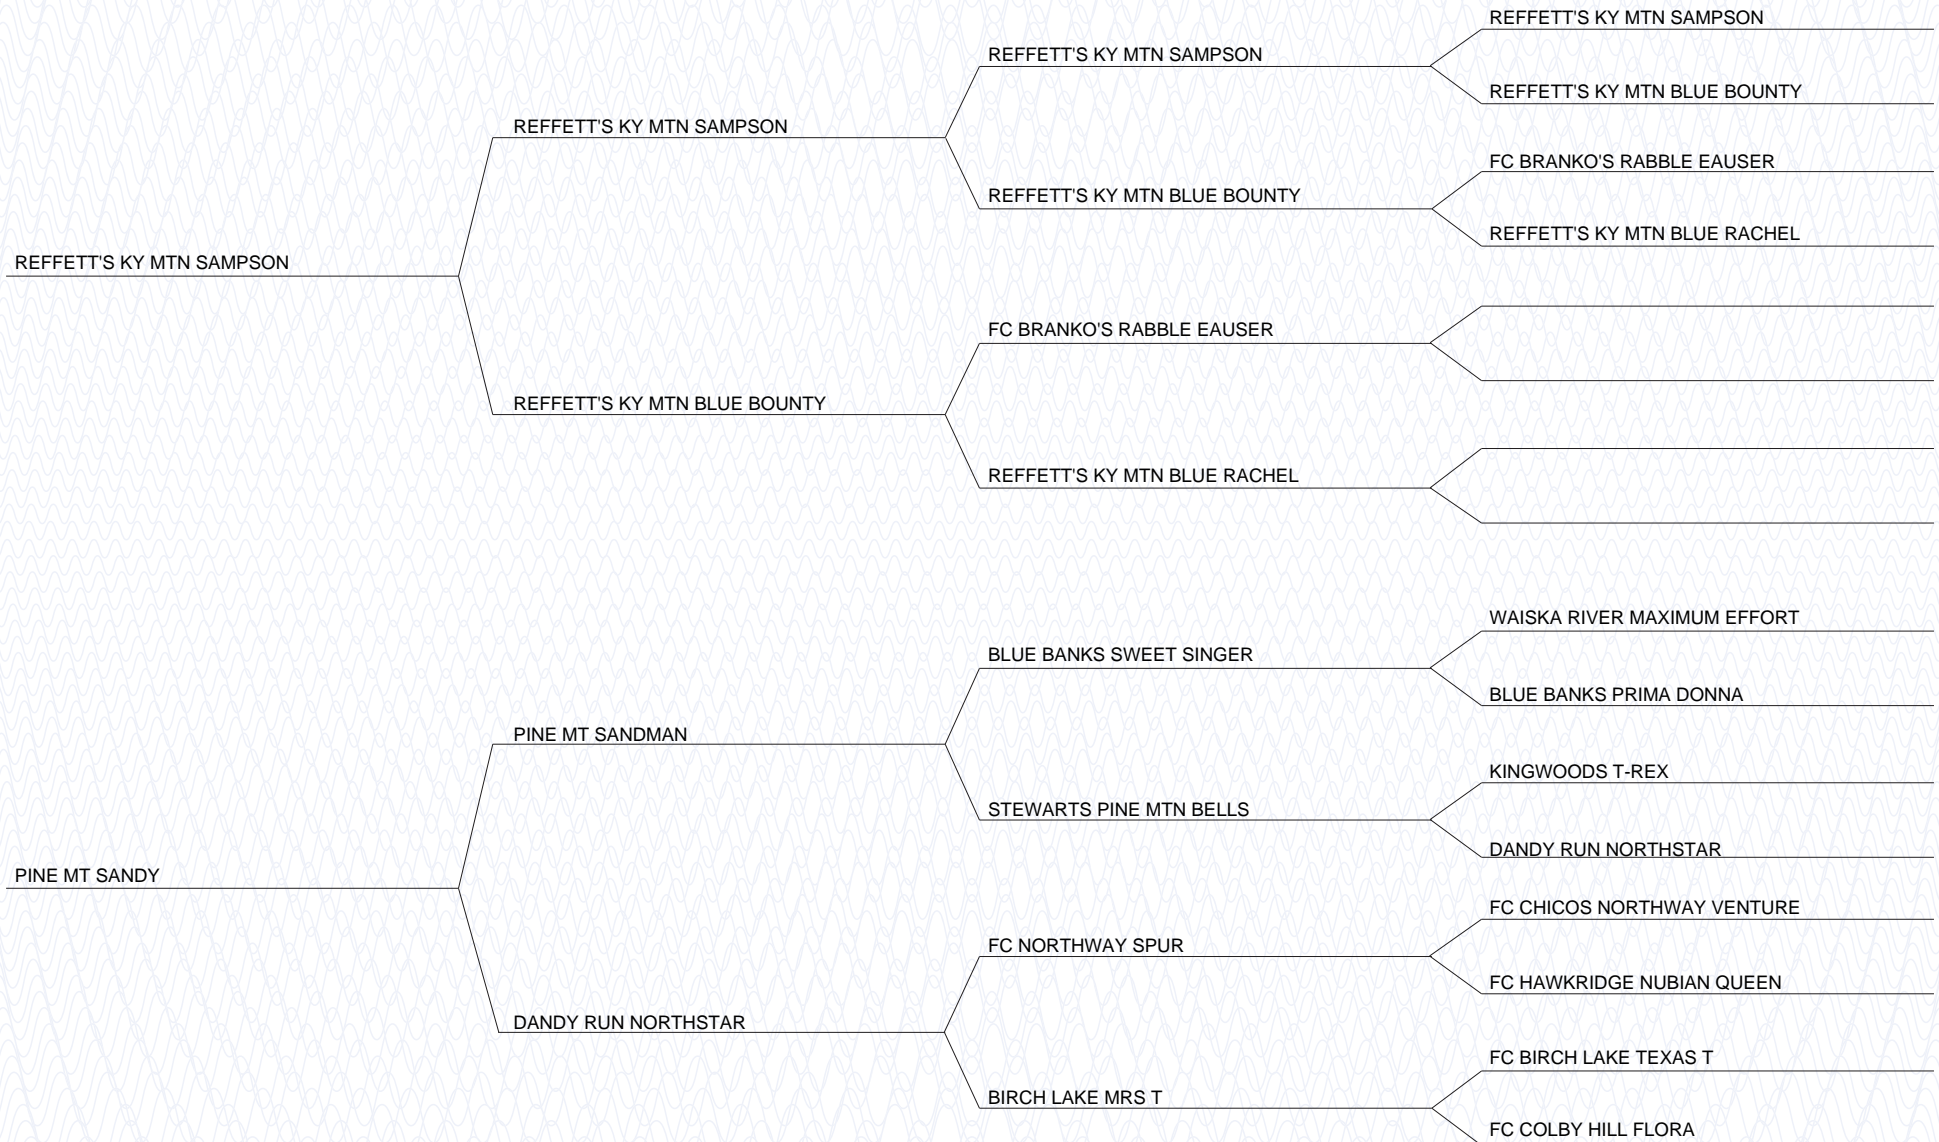 REFFETT'S KY MTN SAMPSON
REFFETT'S KY MTN SAMPSON
REFFETT'S KY MTN BLUE BOUNTY
REFFETT'S KY MTN SAMPSON
FC BRANKO'S RABBLE EAUSER
REFFETT'S KY MTN BLUE BOUNTY
REFFETT'S KY MTN BLUE RACHEL
REFFETT'S KY MTN SAMPSON
FC BRANKO'S RABBLE EAUSER
REFFETT'S KY MTN BLUE BOUNTY
REFFETT'S KY MTN BLUE RACHEL
WAISKA RIVER MAXIMUM EFFORT
BLUE BANKS SWEET SINGER
BLUE BANKS PRIMA DONNA
PINE MT SANDMAN
KINGWOODS T-REX
STEWARTS PINE MTN BELLS
DANDY RUN NORTHSTAR
PINE MT SANDY
FC CHICOS NORTHWAY VENTURE
FC NORTHWAY SPUR
FC HAWKRIDGE NUBIAN QUEEN
DANDY RUN NORTHSTAR
FC BIRCH LAKE TEXAS T
BIRCH LAKE MRS T
FC COLBY HILL FLORA